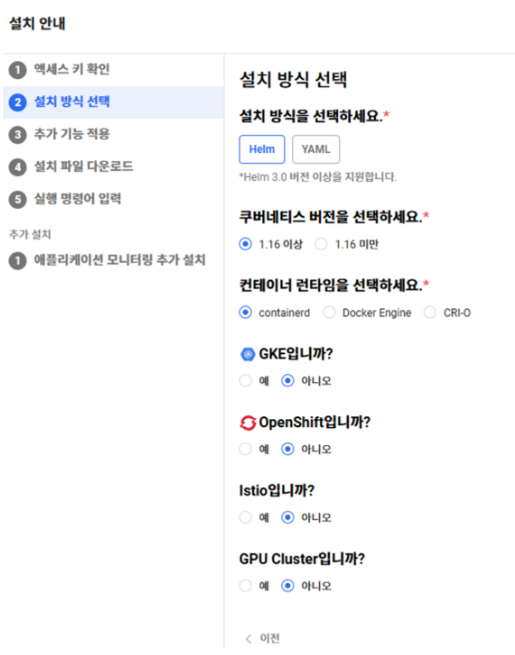 설치 안내
1 액세스 키 확인
2 설치 방식 선택
3 추가 기능 적용
4 설치 파일 다운로드
5 실행 명령어 입력
추가 설치
1 애플리케이션 모니터링 추가 설치
설치 방식 선택
설치 방식을 선택하세요.*
Helm YAML
*Helm 3.0 버전 이상을 지원합니다.
쿠버네티스 버전을 선택하세요.*
1.16 이상 1.16 미만
컨테이너 런타임을 선택하세요.*
containerd Docker Engine CRI-O
GKE입니까?
예 아니오
OpenShift입니까?
예 아니오
Istio입니까?
예 아니오
GPU Cluster입니까?
예 아니오
< 이전